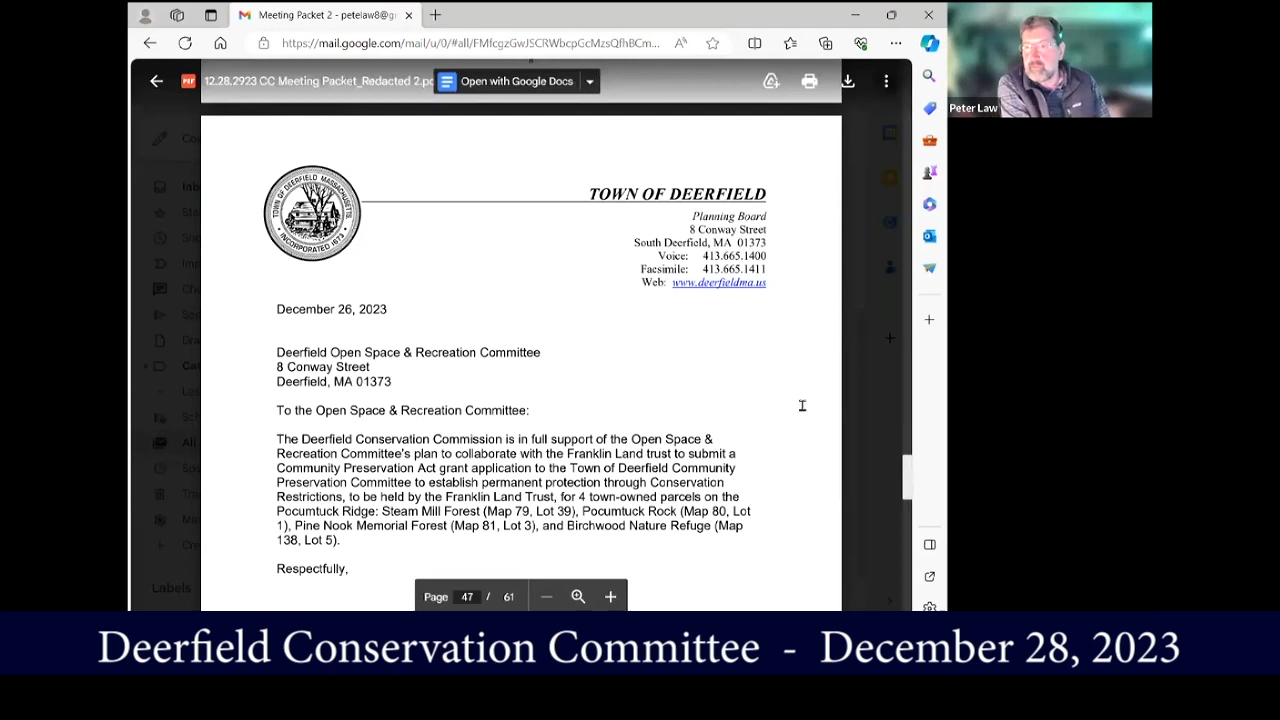 Meeting Packet 2 - petelaw8@g
https://mail.google.com/mail/u/0/#all/FMfcgzGwJSCRWbcpGcMzsQfhBCm...
12.28.2923 CC Meeting Packet_Redacted 2.pd
Open with Google Docs
Peter Law
TOWN OF DEERFIELD MASSACHUSETTS
INCORPORATED 1673
TOWN OF DEERFIELD
Planning Board
8 Conway Street
South Deerfield, MA 01373
Voice: 413.665.1400
Facsimile: 413.665.1411
Web: www.deerfieldma.us
December 26, 2023
Deerfield Open Space & Recreation Committee
8 Conway Street
Deerfield, MA 01373
To the Open Space & Recreation Committee:
The Deerfield Conservation Commission is in full support of the Open Space &
Recreation Committee's plan to collaborate with the Franklin Land trust to submit a
Community Preservation Act grant application to the Town of Deerfield Community
Preservation Committee to establish permanent protection through Conservation
Restrictions, to be held by the Franklin Land Trust, for 4 town-owned parcels on the
Pocumtuck Ridge: Steam Mill Forest (Map 79, Lot 39), Pocumtuck Rock (Map 80, Lot
1), Pine Nook Memorial Forest (Map 81, Lot 3), and Birchwood Nature Refuge (Map
138, Lot 5).
Respectfully,
Labels
Page 47 / 61
Deerfield Conservation Committee - December 28, 2023